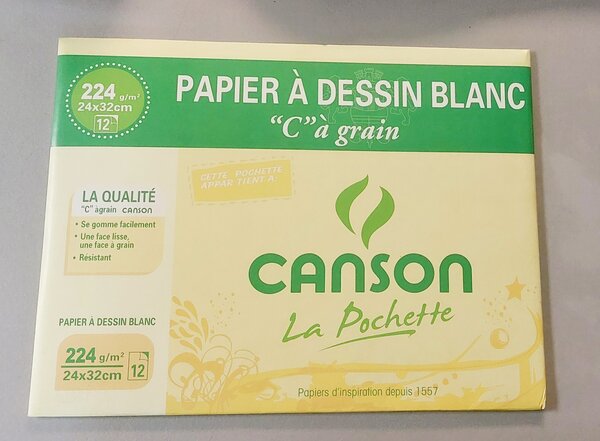 224 g/m²
24x32cm
12
PAPIER À DESSIN BLANC
"C" à grain
CETTE POCHETTE
APPARTIENT A:
LA QUALITÉ
"C" àgrain CANSON
• Se gomme facilement
• Une face lisse,
une face à grain
• Résistant
CANSON
La Pochette
PAPIER À DESSIN BLANC
224 g/m²
24x32cm
12
Papiers d'inspiration depuis 1557